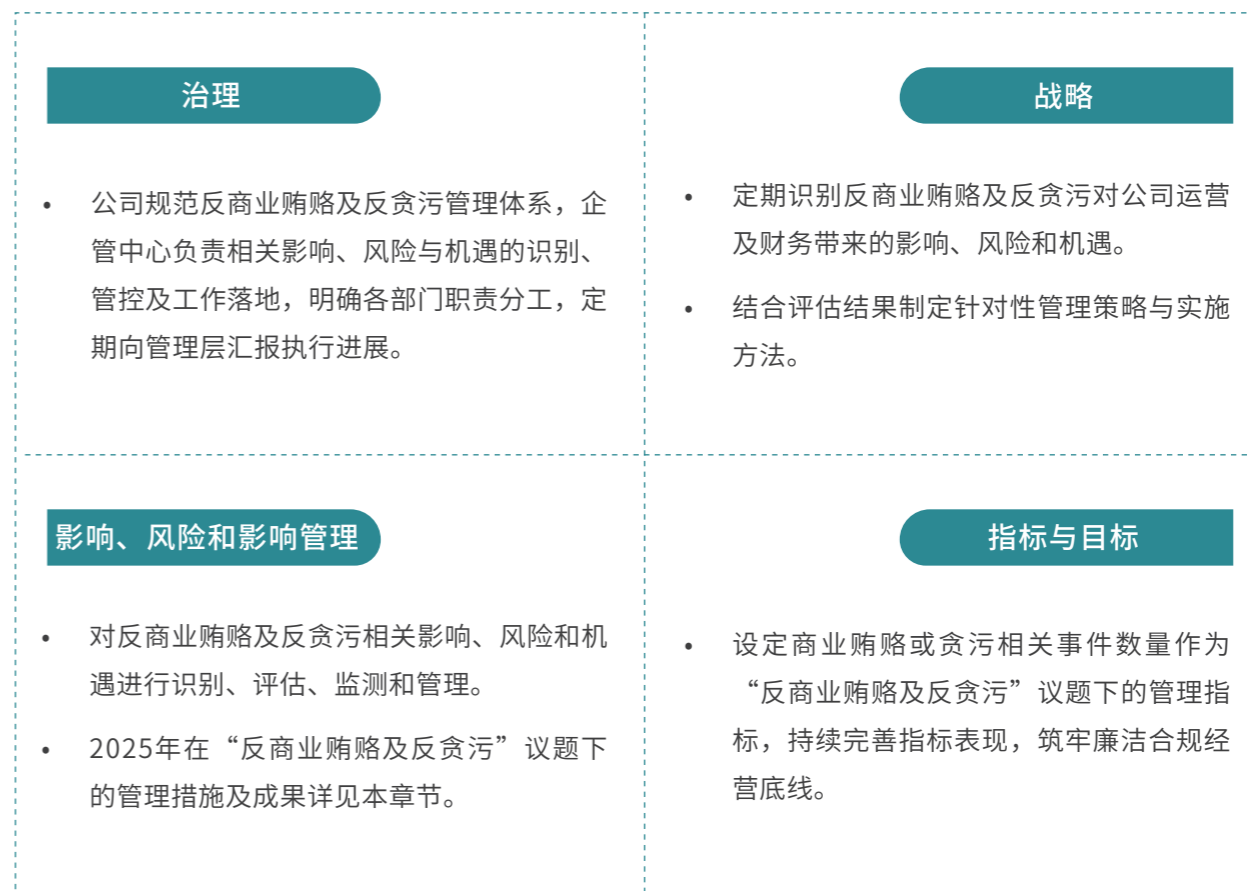 治理
• 公司规范反商业贿赂及反贪污管理体系，企
管中心负责相关影响、风险与机遇的识别、
管控及工作落地，明确各部门职责分工，定
期向管理层汇报执行进展。
战略
• 定期识别反商业贿赂及反贪污对公司运营
及财务带来的影响、风险和机遇。
• 结合评估结果制定针对性管理策略与实施
方法。
影响、风险和影响管理
• 对反商业贿赂及反贪污相关影响、风险和机
遇进行识别、评估、监测和管理。
• 2025年在“反商业贿赂及反贪污”议题下
的管理措施及成果详见本章节。
指标与目标
• 设定商业贿赂或贪污相关事件数量作为
“反商业贿赂及反贪污”议题下的管理指
标，持续完善指标表现，筑牢廉洁合规经
营底线。